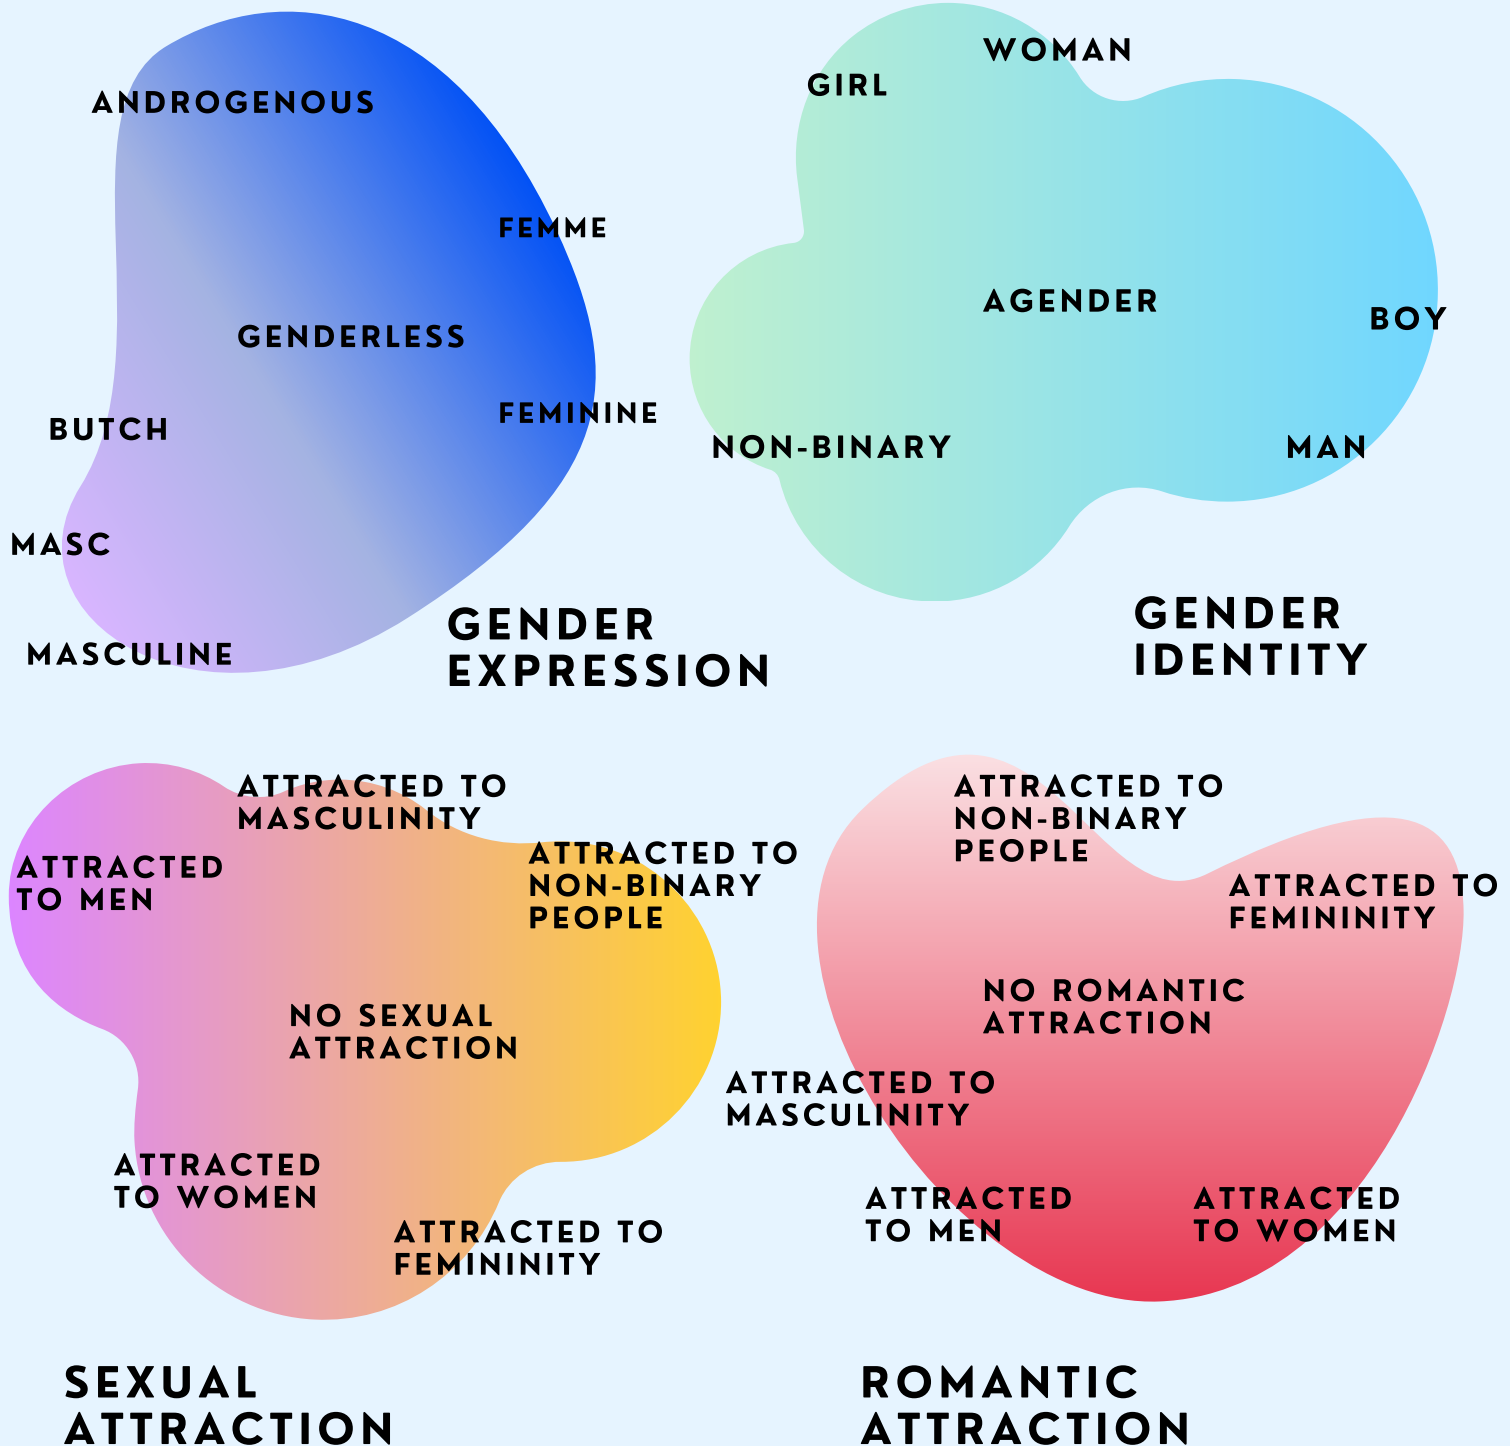 ANDROGENOUS
FEMME
GENDERLESS
BUTCH
FEMININE
MASC
MASCULINE
GENDER
EXPRESSION
WOMAN
GIRL
AGENDER
BOY
NON-BINARY
MAN
GENDER
IDENTITY
ATTRACTED TO
MASCULINITY
ATTRACTED
TO MEN
ATTRACTED TO
NON-BINARY
PEOPLE
NO SEXUAL
ATTRACTION
ATTRACTED
TO WOMEN
ATTRACTED TO
FEMININITY
SEXUAL
ATTRACTION
ATTRACTED TO
NON-BINARY
PEOPLE
ATTRACTED TO
FEMININITY
NO ROMANTIC
ATTRACTION
ATTRACTED TO
MASCULINITY
ATTRACTED
TO MEN
ATTRACTED
TO WOMEN
ROMANTIC
ATTRACTION